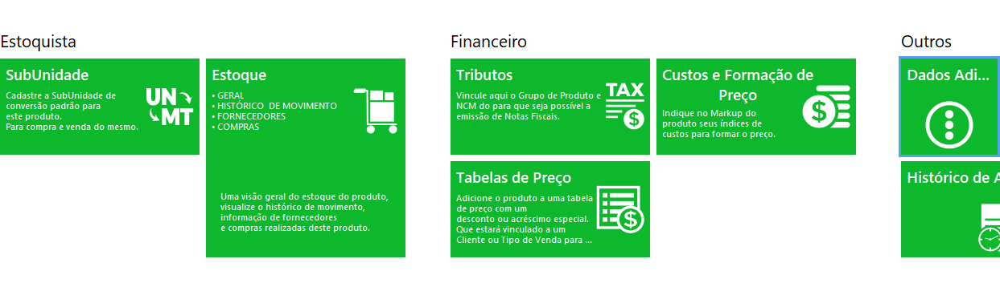 Estoquista
SubUnidade
Cadastre a SubUnidade de
conversão padrão para
este produto.
Para compra e venda do mesmo.
UN
MT
Estoque
• GERAL
• HISTÓRICO DE MOVIMENTO
• FORNECEDORES
• COMPRAS
Uma visão geral do estoque do produto,
visualize o histórico de movimento,
informação de fornecedores
e compras realizadas deste produto.
Financeiro
Tributos
Vincule aqui o Grupo de Produto e
NCM do para que seja possível a
emissão de Notas Fiscais.
TAX
$
Custos e Formação de
Preço
Indique no Markup do
produto seus índices de
custos para formar o preço.
$
Tabelas de Preço
Adicione o produto a uma tabela
de preço com um
desconto ou acréscimo especial.
Que estará vinculado a um
Cliente ou Tipo de Venda para ...
$
Outros
Dados Adi...
Histórico de A